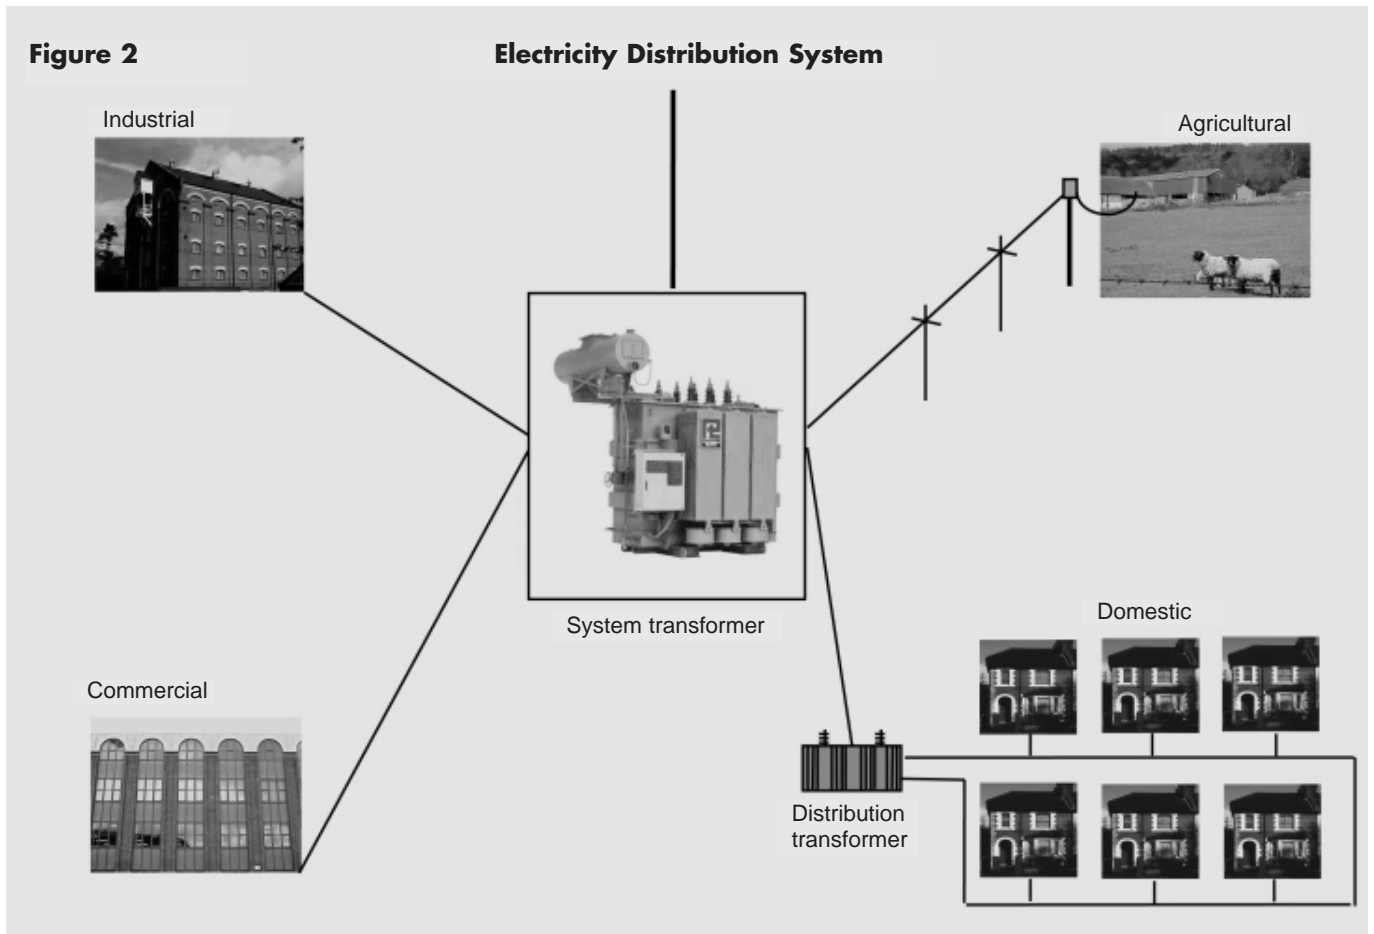 Figure 2
Electricity Distribution System
Industrial
Agricultural
System transformer
Domestic
Commercial
Distribution
transformer